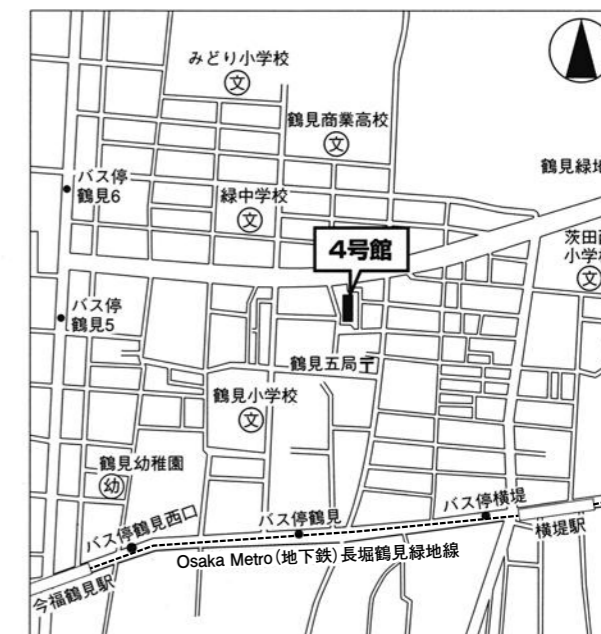 みどり小学校
文
鶴見商業高校
文
鶴見緑地
バス停
鶴見6
緑中学校
文
4号館
茨田西
小学校
文
バス停
鶴見5
鶴見五局〒
鶴見小学校
文
鶴見幼稚園
幼
バス停鶴見西口
バス停鶴見
バス停横堤
横堤駅
Osaka Metro(地下鉄)長堀鶴見緑地線
今福鶴見駅